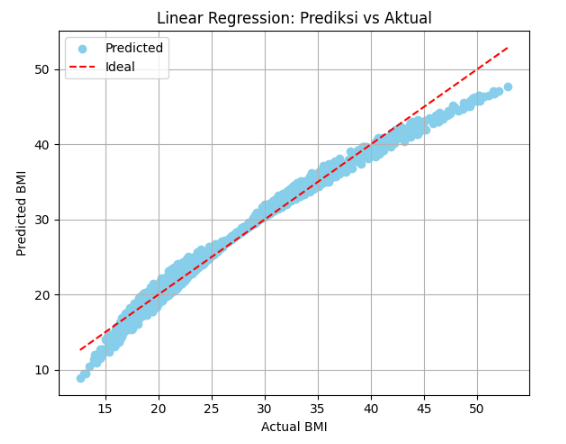 Linear Regression: Prediksi vs Aktual
Predicted
Ideal
Predicted BMI
50
40
30
20
10
15 20 25 30 35 40 45 50
Actual BMI